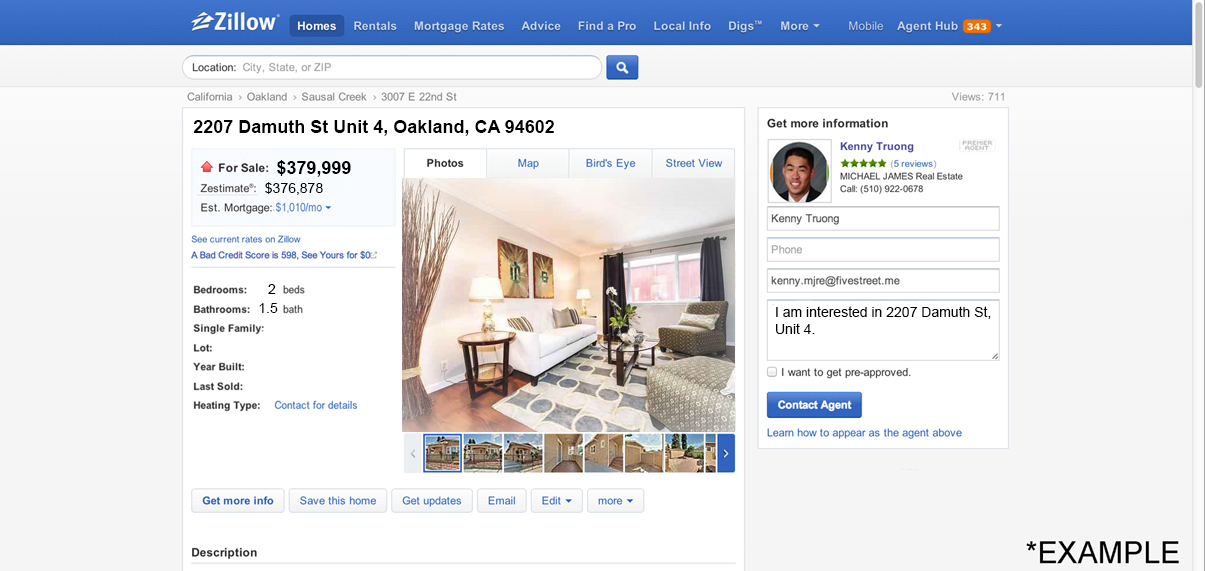 Zillow®
Homes Rentals Mortgage Rates Advice Find a Pro Local Info Digs™ More Mobile Agent Hub 343
Location: City, State, or ZIP
California › Oakland › Sausal Creek › 3007 E 22nd St
Views: 711
2207 Damuth St Unit 4, Oakland, CA 94602
For Sale: $379,999
Zestimate®: $376,878
Est. Mortgage: $1,010/mo
See current rates on Zillow
A Bad Credit Score is 598, See Yours for $0
Bedrooms: 2 beds
Bathrooms: 1.5 bath
Single Family:
Lot:
Year Built:
Last Sold:
Heating Type: Contact for details
Photos Map Bird's Eye Street View
Get more info Save this home Get updates Email Edit more
Description
Get more information
Kenny Truong
PREMIER
AGENT
(5 reviews)
MICHAEL JAMES Real Estate
Call: (510) 922-0678
Kenny Truong
Phone
kenny.mjre@fivestreet.me
I am interested in 2207 Damuth St,
Unit 4.
I want to get pre-approved.
Contact Agent
Learn how to appear as the agent above
*EXAMPLE